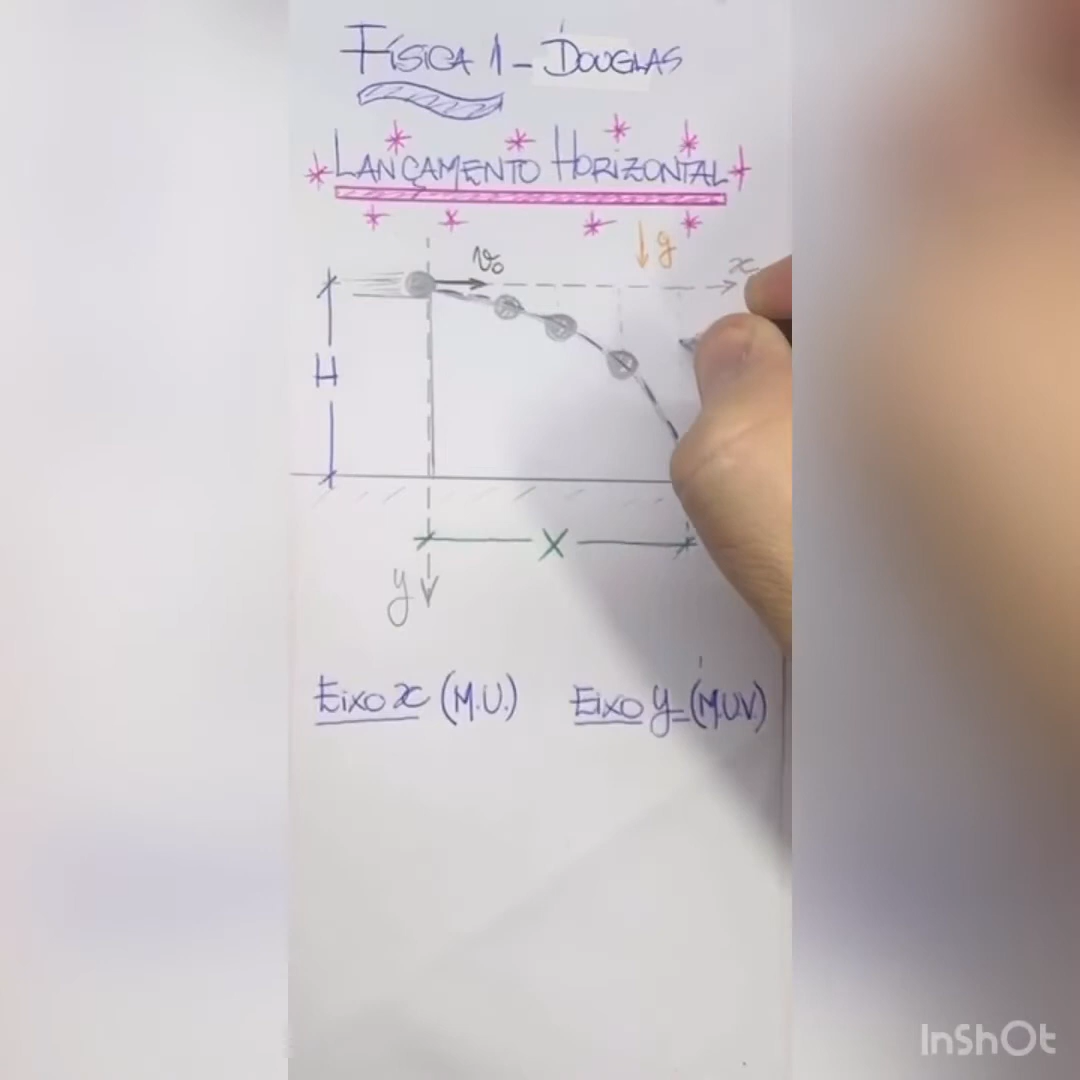 FÍSICA 1 - DOUGLAS
LANÇAMENTO HORIZONTAL
g
v₀
x
H
X
y
EIXO x (M.U.) EIXO y (M.U.V)
InShOt